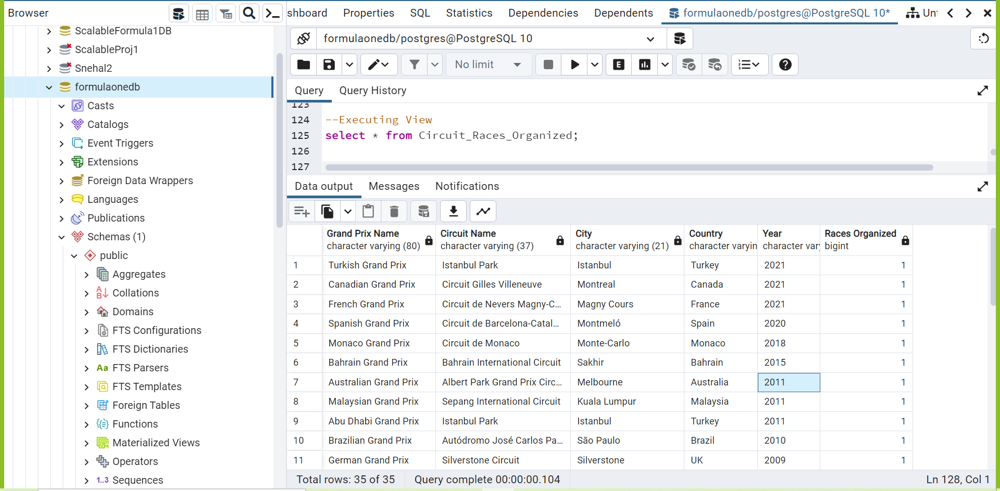 Browser
ScalableFormula1DB
ScalableProj1
Snehal2
formulaonedb
Casts
Catalogs
Event Triggers
Extensions
Foreign Data Wrappers
Languages
Publications
Schemas (1)
public
Aggregates
Collations
Domains
FTS Configurations
FTS Dictionaries
Aa FTS Parsers
FTS Templates
Foreign Tables
Functions
Materialized Views
Operators
1..3 Sequences
shboard Properties SQL Statistics Dependencies Dependents formulaonedb/postgres@PostgreSQL 10* Unt
formulaonedb/postgres@PostgreSQL 10
No limit E
Query Query History
123
124 --Executing View
125 select * from Circuit_Races_Organized;
126
127
Data output Messages Notifications
Grand Prix Name Circuit Name City Country Year Races Organized
character varying (80) character varying (37) character varying (21) character varyin character vary bigint
1 Turkish Grand Prix Istanbul Park Istanbul Turkey 2021 1
2 Canadian Grand Prix Circuit Gilles Villeneuve Montreal Canada 2021 1
3 French Grand Prix Circuit de Nevers Magny-C... Magny Cours France 2021 1
4 Spanish Grand Prix Circuit de Barcelona-Catal... Montmeló Spain 2020 1
5 Monaco Grand Prix Circuit de Monaco Monte-Carlo Monaco 2018 1
6 Bahrain Grand Prix Bahrain International Circuit Sakhir Bahrain 2015 1
7 Australian Grand Prix Albert Park Grand Prix Circ... Melbourne Australia 2011 1
8 Malaysian Grand Prix Sepang International Circuit Kuala Lumpur Malaysia 2011 1
9 Abu Dhabi Grand Prix Istanbul Park Istanbul Turkey 2011 1
10 Brazilian Grand Prix Autódromo José Carlos Pa... São Paulo Brazil 2010 1
11 German Grand Prix Silverstone Circuit Silverstone UK 2009 1
Total rows: 35 of 35 Query complete 00:00:00.104 Ln 128, Col 1